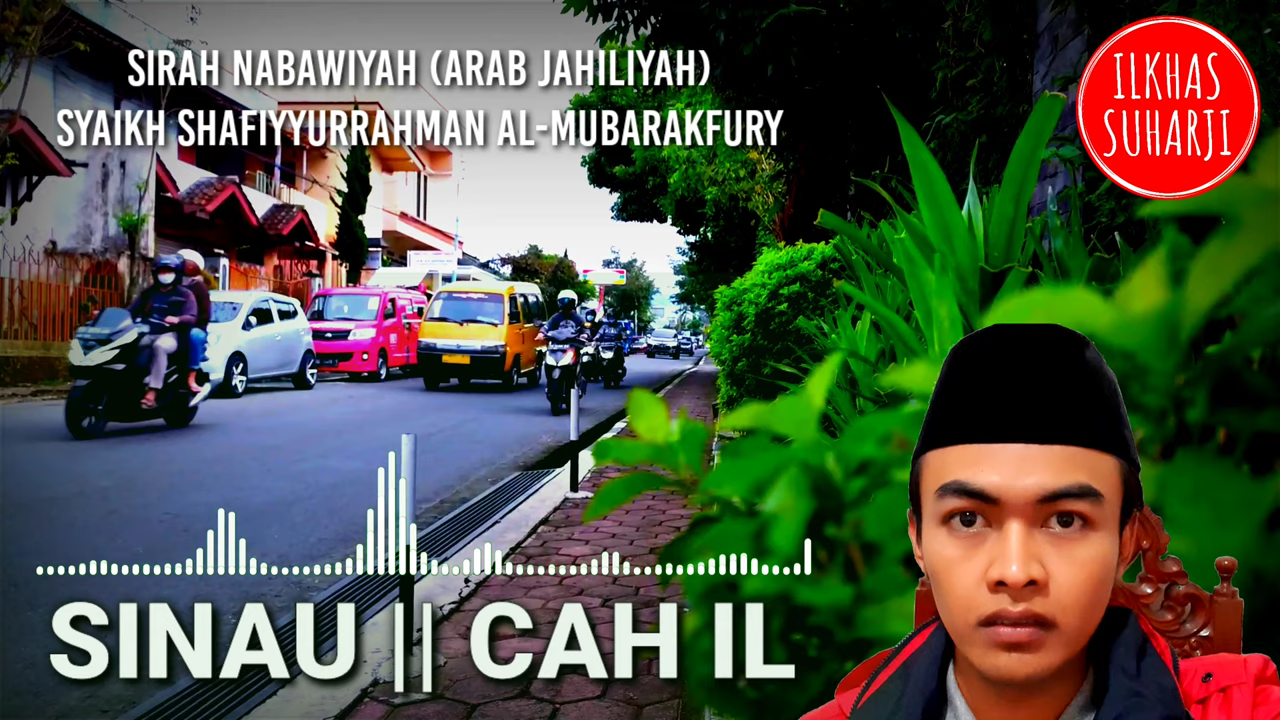 SIRAH NABAWIYAH (ARAB JAHILIYAH)
SYAIKH SHAFIYYURRAHMAN AL-MUBARAKFURY
ILKHAS
SUHARJI
SINAU || CAH IL